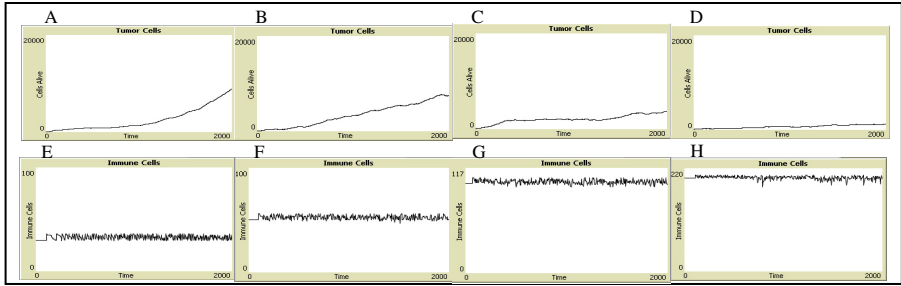 A
B
C
D
Tumor Cells
20000
Cells Alive
0
0
Time
2000
Tumor Cells
20000
Cells Alive
0
0
Time
2000
Tumor Cells
20000
Cells Alive
0
0
Time
2000
Tumor Cells
20000
Cells Alive
0
0
Time
2000
E
F
G
H
Immune Cells
100
Immune Cells
0
0
Time
2000
Immune Cells
100
Immune Cells
0
0
Time
2000
Immune Cells
117
Immune Cells
0
0
Time
2000
Immune Cells
220
Immune Cells
0
0
Time
2000